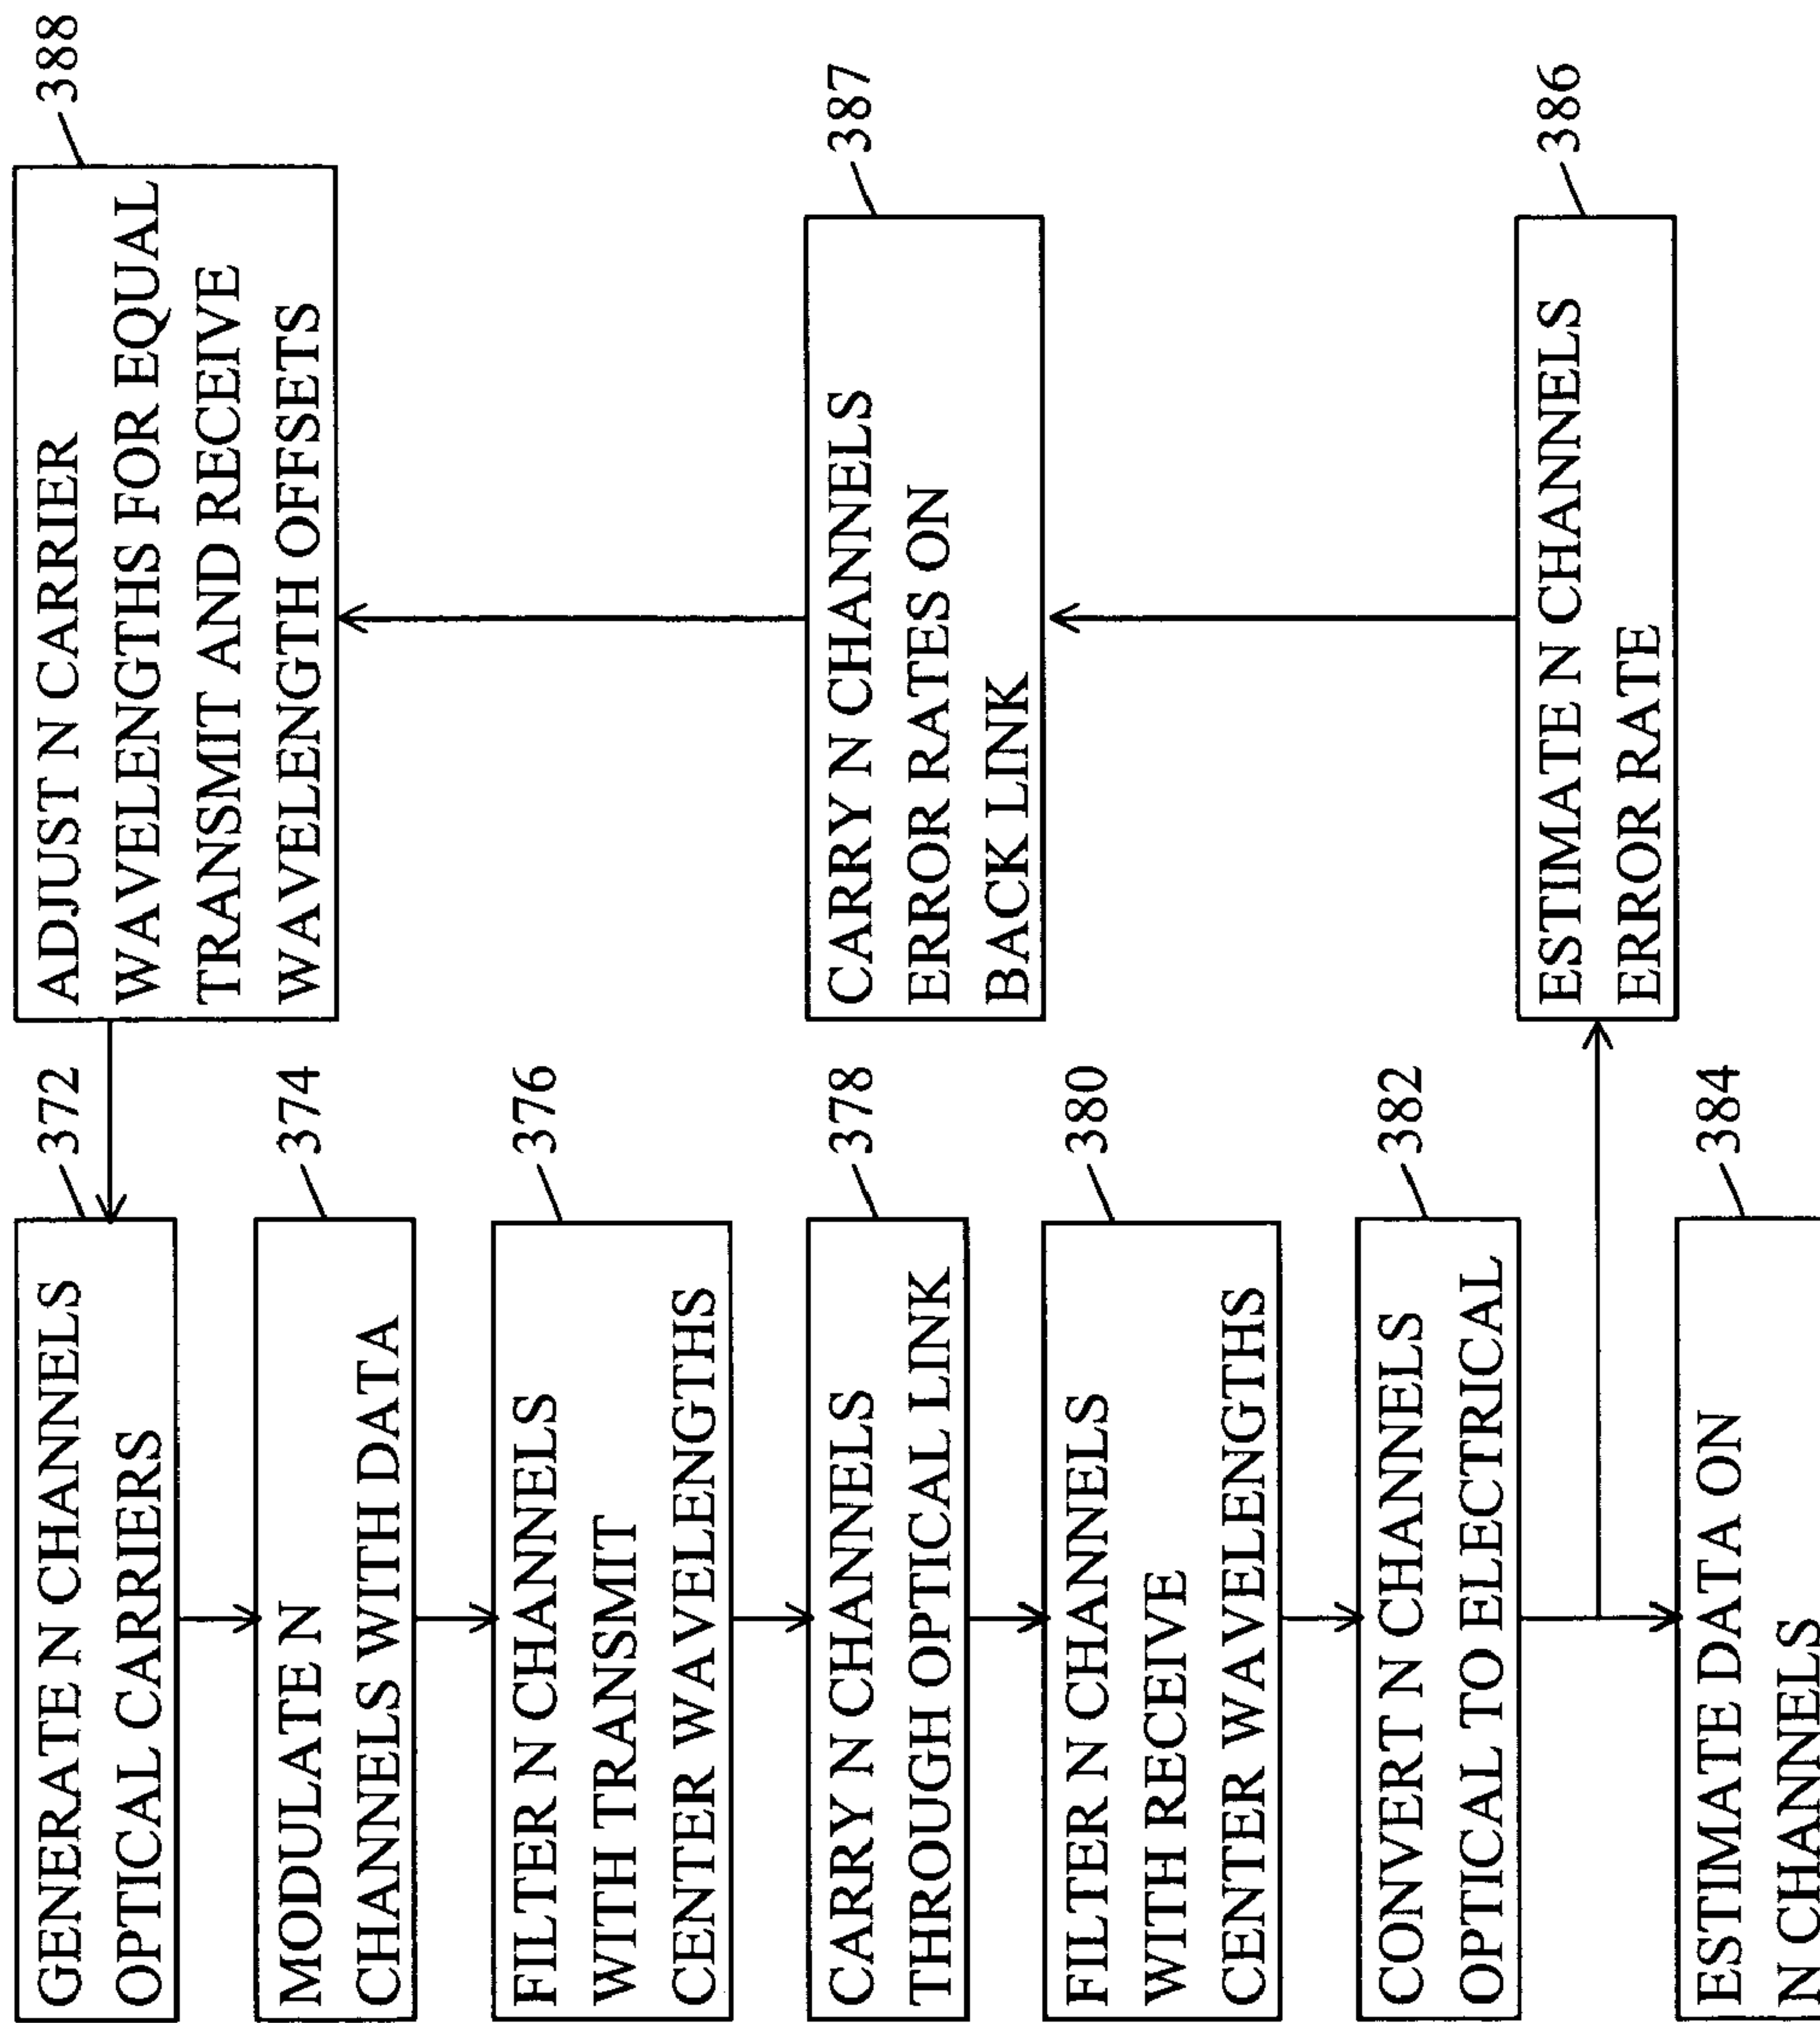 GENERATE N CHANNELS
OPTICAL CARRIERS
372
MODULATE N
CHANNELS WITH DATA
374
FILTER N CHANNELS
WITH TRANSMIT
CENTER WAVELENGTHS
376
CARRY N CHANNELS
THROUGH OPTICAL LINK
378
FILTER N CHANNELS
WITH RECEIVE
CENTER WAVELENGTHS
380
CONVERT N CHANNELS
OPTICAL TO ELECTRICAL
382
ESTIMATE DATA ON
N CHANNELS
384
ADJUST N CARRIER
WAVELENGTHS FOR EQUAL
TRANSMIT AND RECEIVE
WAVELENGTH OFFSETS
388
CARRY N CHANNELS
ERROR RATES ON
BACK LINK
387
ESTIMATE N CHANNELS
ERROR RATE
386